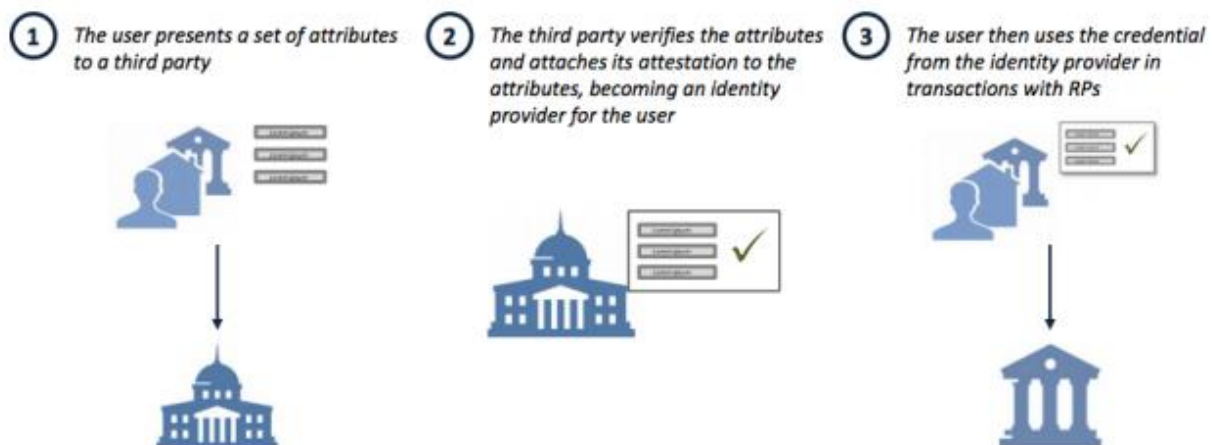 1
The user presents a set of attributes
to a third party
2
The third party verifies the attributes
and attaches its attestation to the
attributes, becoming an identity
provider for the user
3
The user then uses the credential
from the identity provider in
transactions with RPs